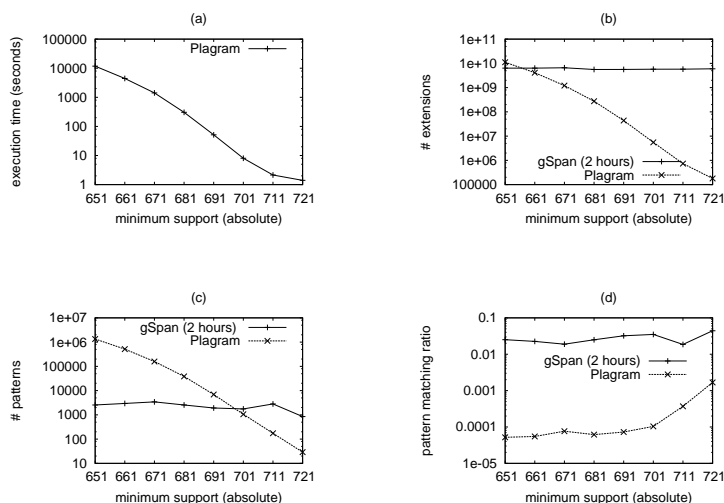 (a)
Plagram
execution time (seconds)
100000
10000
1000
100
10
1
651 661 671 681 691 701 711 721
minimum support (absolute)
(b)
# extensions
1e+11
1e+10
1e+09
1e+08
1e+07
1e+06
100000
gSpan (2 hours)
Plagram
651 661 671 681 691 701 711 721
minimum support (absolute)
(c)
# patterns
1e+07
1e+06
100000
10000
1000
100
10
gSpan (2 hours)
Plagram
651 661 671 681 691 701 711 721
minimum support (absolute)
(d)
pattern matching ratio
0.1
0.01
0.001
0.0001
1e-05
gSpan (2 hours)
Plagram
651 661 671 681 691 701 711 721
minimum support (absolute)